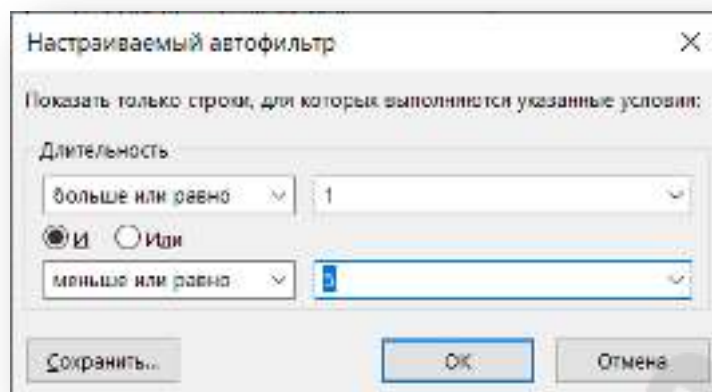 Настраиваемый автофильтр
Показать только строки, для которых выполняются указанные условия:
Длительность
больше или равно 1
И Или
меньше или равно
Сохранить... ОК Отмена